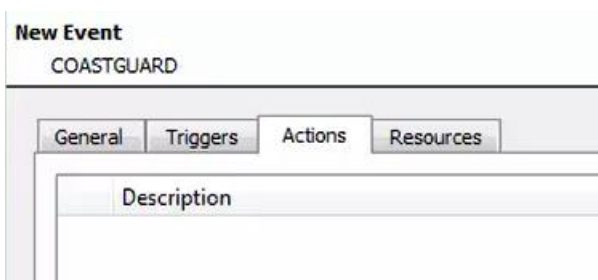 New Event
COASTGUARD
General Triggers Actions Resources
Description